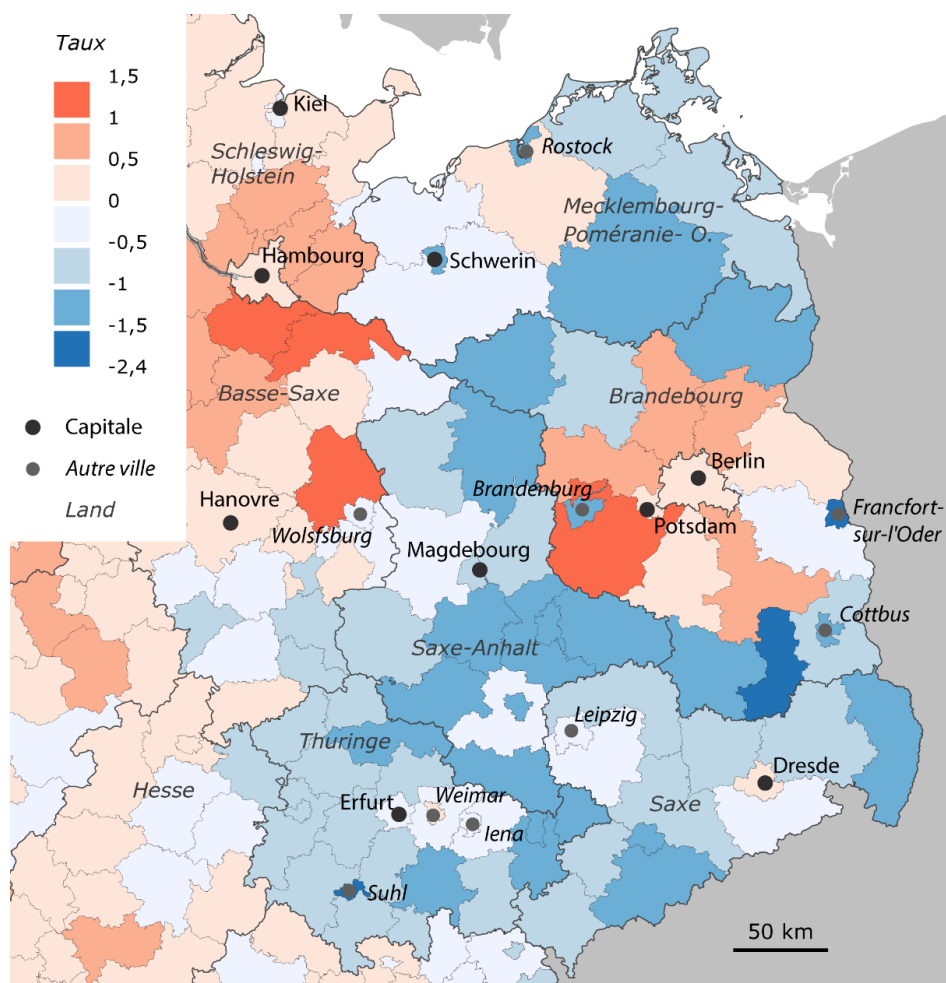 Taux
1,5
1
0,5
0
-0,5
-1
-1,5
-2,4
Capitale
Autre ville
Land
Kiel
Schleswig-
Holstein
Rostock
Mecklembourg-
Poméranie- O.
Hambourg
Schwerin
Basse-Saxe
Brandebourg
Berlin
Hanovre
Wolsfsburg
Brandenburg
Potsdam
Francfort-
sur-l'Oder
Magdebourg
Cottbus
Saxe-Anhalt
Leipzig
Thuringe
Hesse
Dresde
Erfurt
Weimar
Iena
Saxe
Suhl
50 km